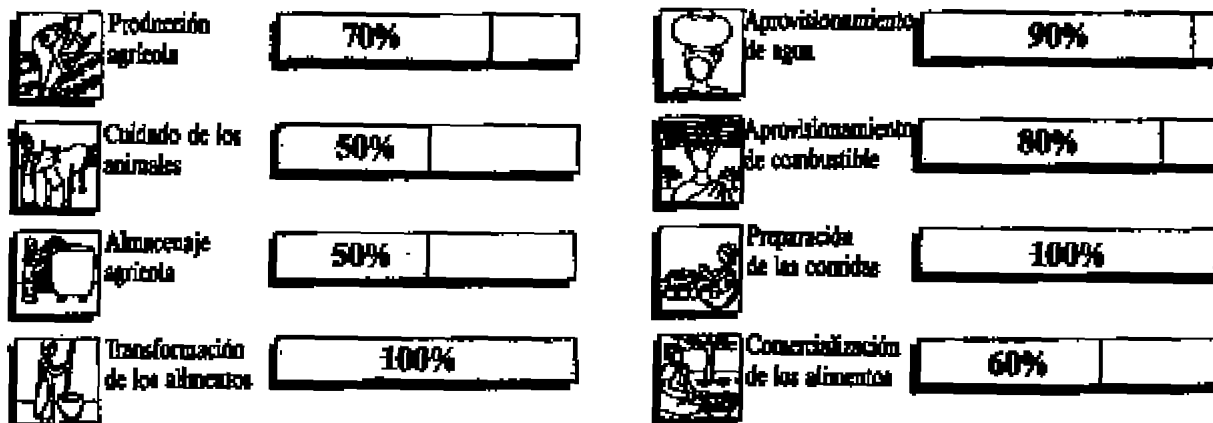 Producción
agrícola
70%
Cuidado de los
animales
50%
Almacenaje
agrícola
50%
Transformación
de los alimentos
100%
Aprovisionamiento
de agua
90%
Aprovisionamiento
de combustible
80%
Preparación
de las comidas
100%
Comercialización
de los alimentos
60%